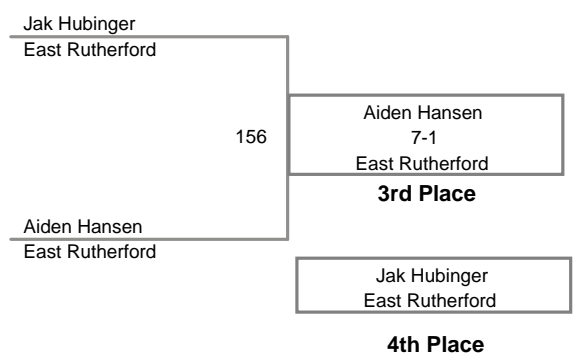 Jak Hubinger
East Rutherford
156
Aiden Hansen
7-1
East Rutherford
3rd Place
Aiden Hansen
East Rutherford
Jak Hubinger
East Rutherford
4th Place